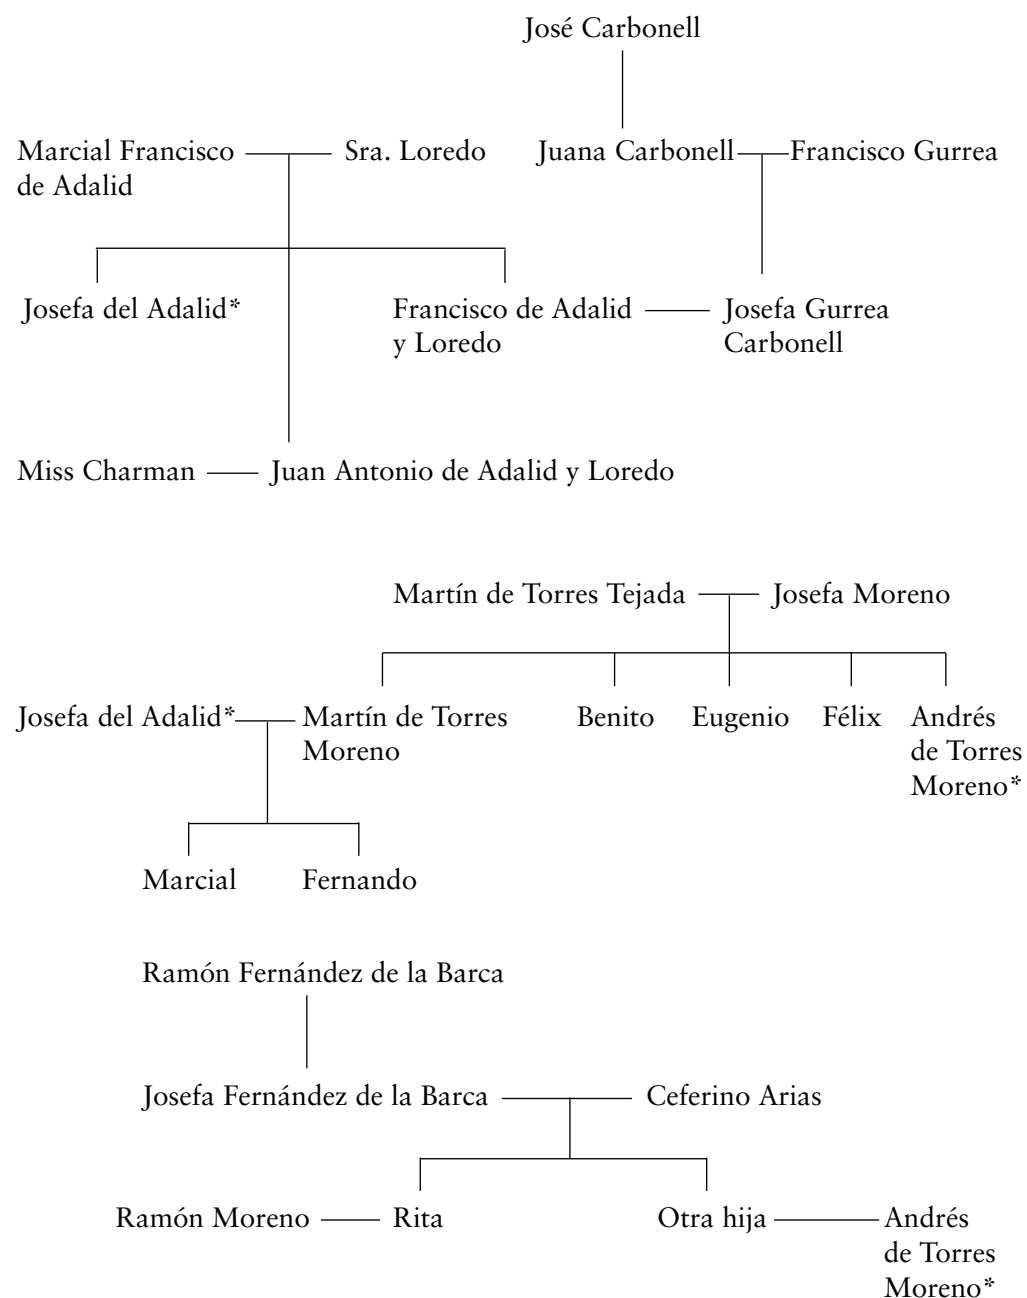 José Carbonell
Marcial Francisco
de Adalid
Sra. Loredo
Juana Carbonell
Francisco Gurrea
Josefa del Adalid*
Francisco de Adalid
y Loredo
Josefa Gurrea
Carbonell
Miss Charman
Juan Antonio de Adalid y Loredo
Martín de Torres Tejada
Josefa Moreno
Josefa del Adalid*
Martín de Torres
Moreno
Benito
Eugenio
Félix
Andrés
de Torres
Moreno*
Marcial
Fernando
Ramón Fernández de la Barca
Josefa Fernández de la Barca
Ceferino Arias
Ramón Moreno
Rita
Otra hija
Andrés
de Torres
Moreno*